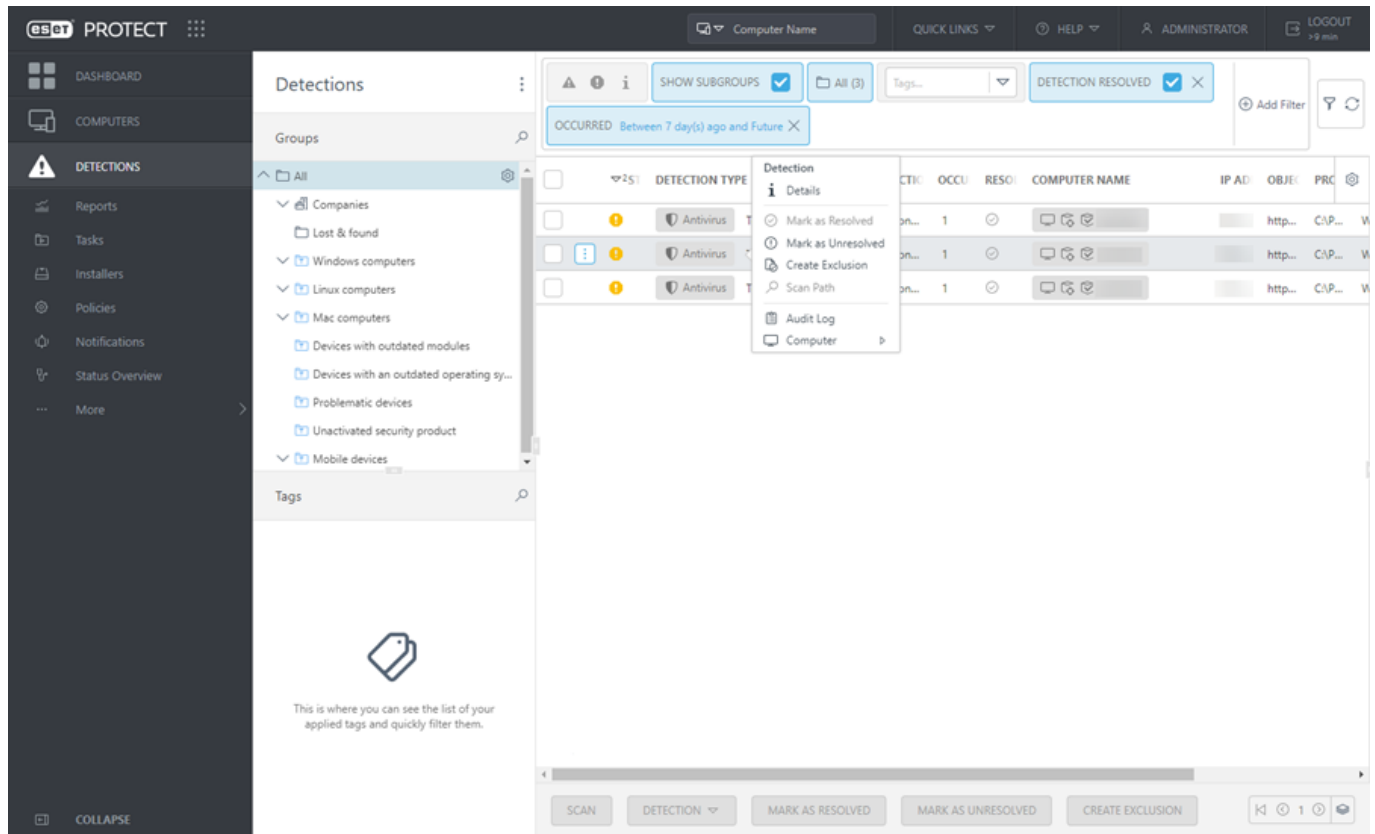 eset PROTECT
Computer Name
QUICK LINKS
HELP
ADMINISTRATOR
LOGOUT
>9 min
DASHBOARD
COMPUTERS
DETECTIONS
Reports
Tasks
Installers
Policies
Notifications
Status Overview
More
COLLAPSE
Detections
Groups
All
Companies
Lost & found
Windows computers
Linux computers
Mac computers
Devices with outdated modules
Devices with an outdated operating sy...
Problematic devices
Unactivated security product
Mobile devices
Tags
This is where you can see the list of your
applied tags and quickly filter them.
SHOW SUBGROUPS
All (3)
Tags...
DETECTION RESOLVED
Add Filter
OCCURRED Between 7 day(s) ago and Future
DETECTION TYPE CTIO OCCU RESO COMPUTER NAME IP AD OBJE PRC
Antivirus T on... 1 http... C:\P... W
Antivirus on... 1 http... C:\P... W
Antivirus T on... 1 http... C:\P... W
Detection
Details
Mark as Resolved
Mark as Unresolved
Create Exclusion
Scan Path
Audit Log
Computer
SCAN
DETECTION
MARK AS RESOLVED
MARK AS UNRESOLVED
CREATE EXCLUSION
1